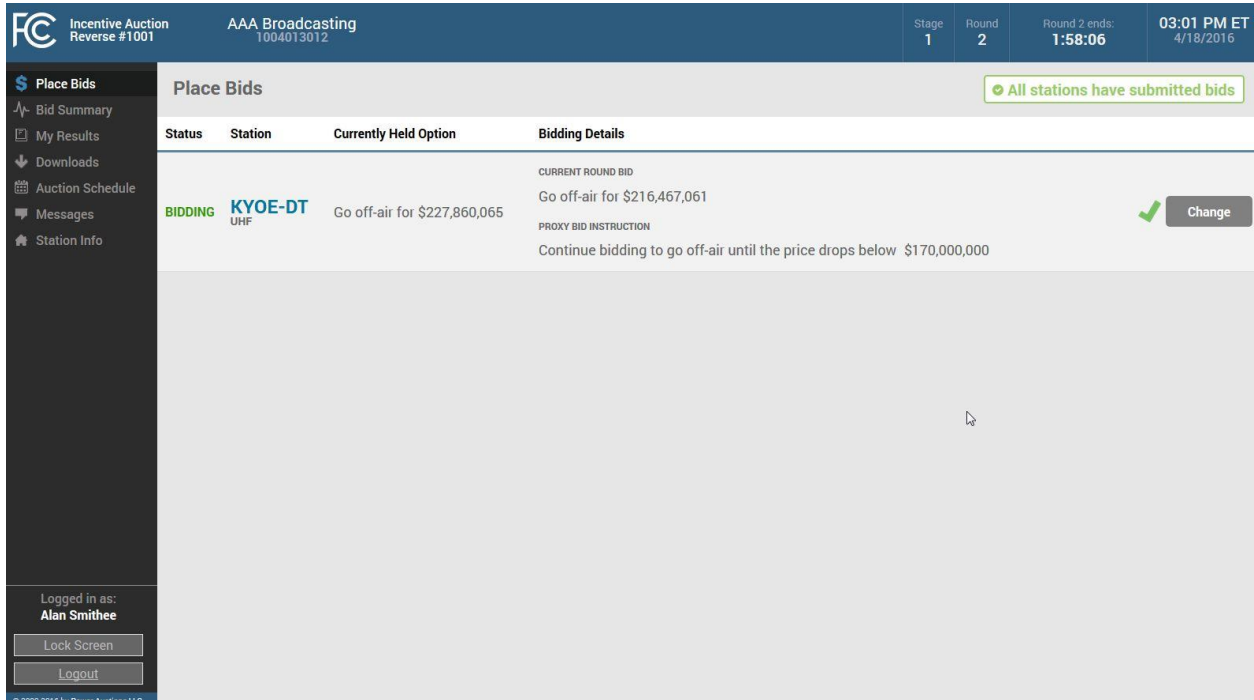 FCC
Incentive Auction
Reverse #1001
AAA Broadcasting
1004013012
Stage
1
Round
2
Round 2 ends:
1:58:06
03:01 PM ET
4/18/2016
Place Bids
Bid Summary
My Results
Downloads
Auction Schedule
Messages
Station Info
Place Bids
All stations have submitted bids
Status Station Currently Held Option Bidding Details
BIDDING
KYOE-DT
UHF
Go off-air for $227,860,065
CURRENT ROUND BID
Go off-air for $216,467,061
PROXY BID INSTRUCTION
Continue bidding to go off-air until the price drops below $170,000,000
Change
Logged in as:
Alan Smithee
Lock Screen
Logout